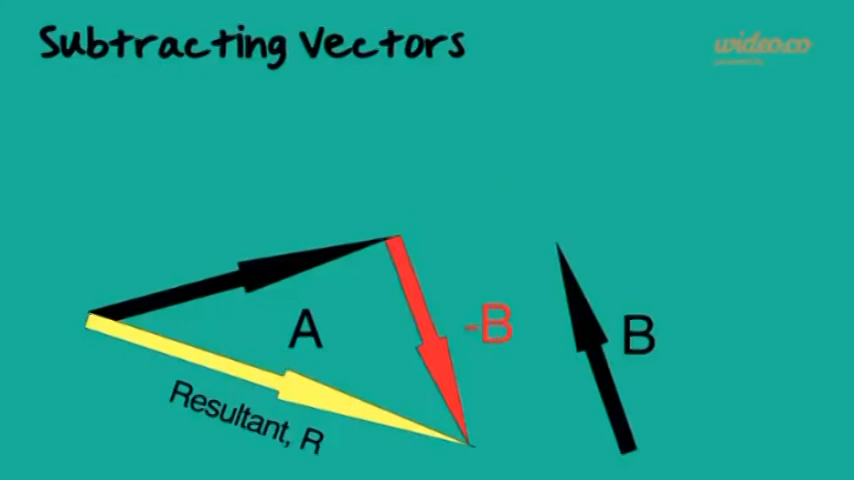 Subtracting Vectors
wideo.co
A
-B
B
Resultant, R